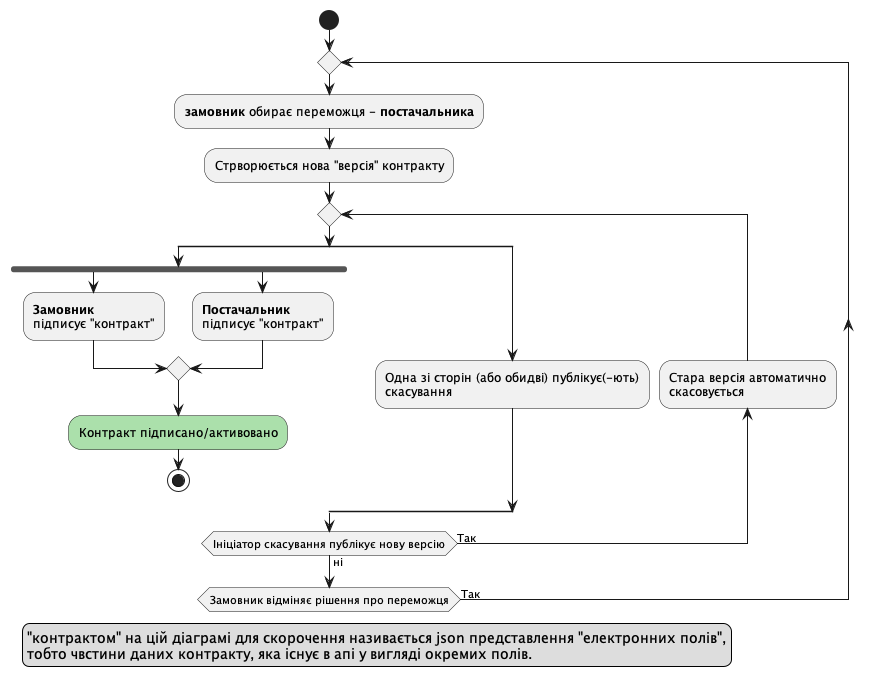 замовник обирає переможця – постачальника
Стрворюється нова "версія" контракту
Замовник
підписує "контракт"
Постачальник
підписує "контракт"
Одна зі сторін (або обидві) публікує(-ють)
скасування
Стара версія автоматично
скасовується
Контракт підписано/активовано
Ініціатор скасування публікує нову версію
Так
ні
Замовник відміняє рішення про переможця
Так
"контрактом" на цій діаграмі для скорочення називається json представлення "електронних полів",
тобто чвстини даних контракту, яка існує в апі у вигляді окремих полів.